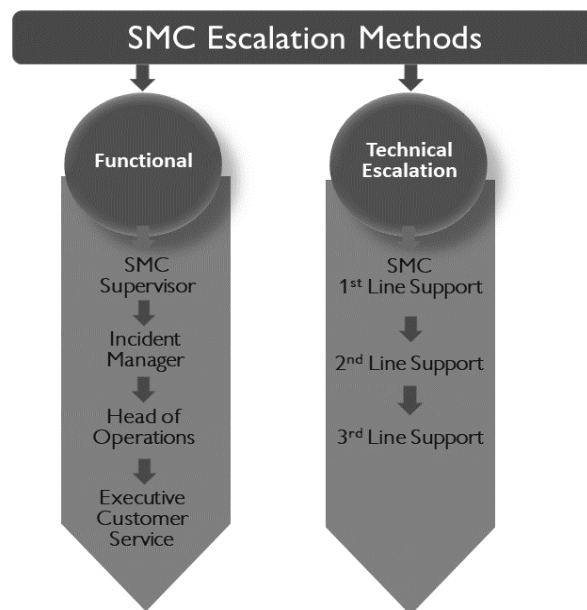 SMC Escalation Methods
Functional
SMC
Supervisor
Incident
Manager
Head of
Operations
Executive
Customer
Service
Technical
Escalation
SMC
1st Line Support
2nd Line Support
3rd Line Support